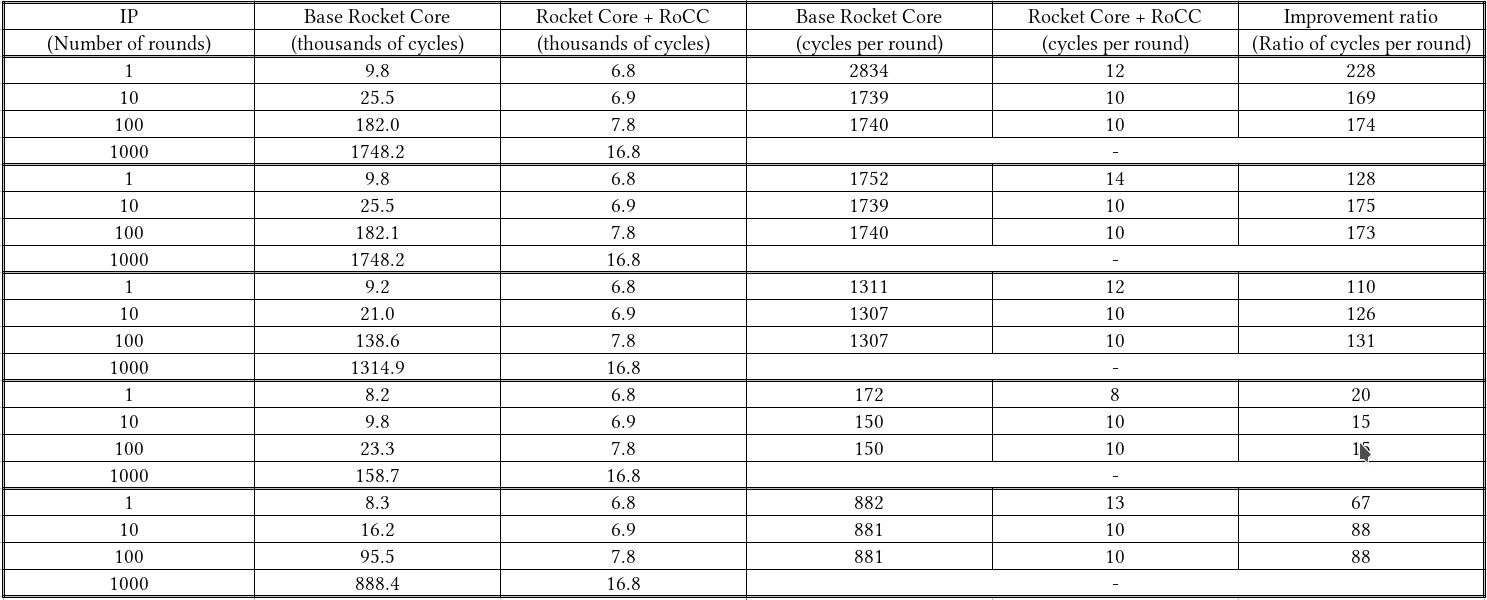 IP Base Rocket Core Rocket Core + RoCC Base Rocket Core Rocket Core + RoCC Improvement ratio
(Number of rounds) (thousands of cycles) (thousands of cycles) (cycles per round) (cycles per round) (Ratio of cycles per round)
1 9.8 6.8 2834 12 228
10 25.5 6.9 1739 10 169
100 182.0 7.8 1740 10 174
1000 1748.2 16.8 -
1 9.8 6.8 1752 14 128
10 25.5 6.9 1739 10 175
100 182.1 7.8 1740 10 173
1000 1748.2 16.8 -
1 9.2 6.8 1311 12 110
10 21.0 6.9 1307 10 126
100 138.6 7.8 1307 10 131
1000 1314.9 16.8 -
1 8.2 6.8 172 8 20
10 9.8 6.9 150 10 15
100 23.3 7.8 150 10 15
1000 158.7 16.8 -
1 8.3 6.8 882 13 67
10 16.2 6.9 881 10 88
100 95.5 7.8 881 10 88
1000 888.4 16.8 -